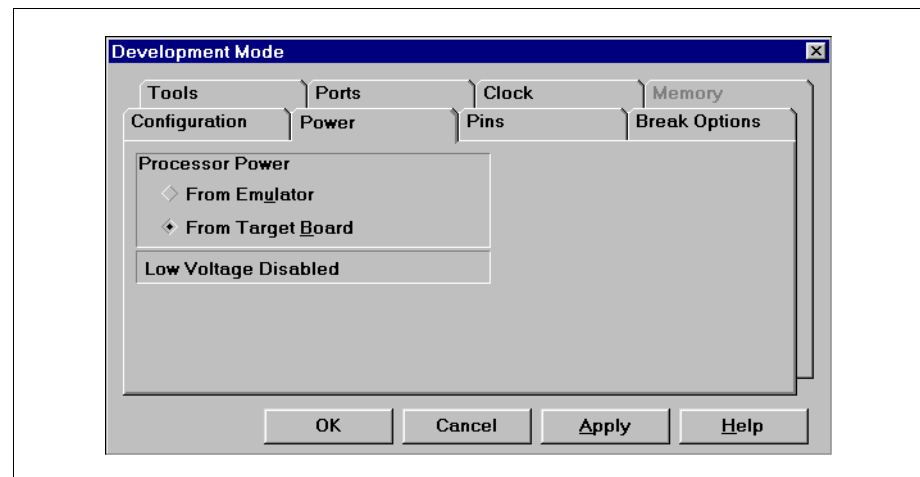 Development Mode
Tools Ports Clock Memory
Configuration Power Pins Break Options
Processor Power
From Emulator
From Target Board
Low Voltage Disabled
OK Cancel Apply Help